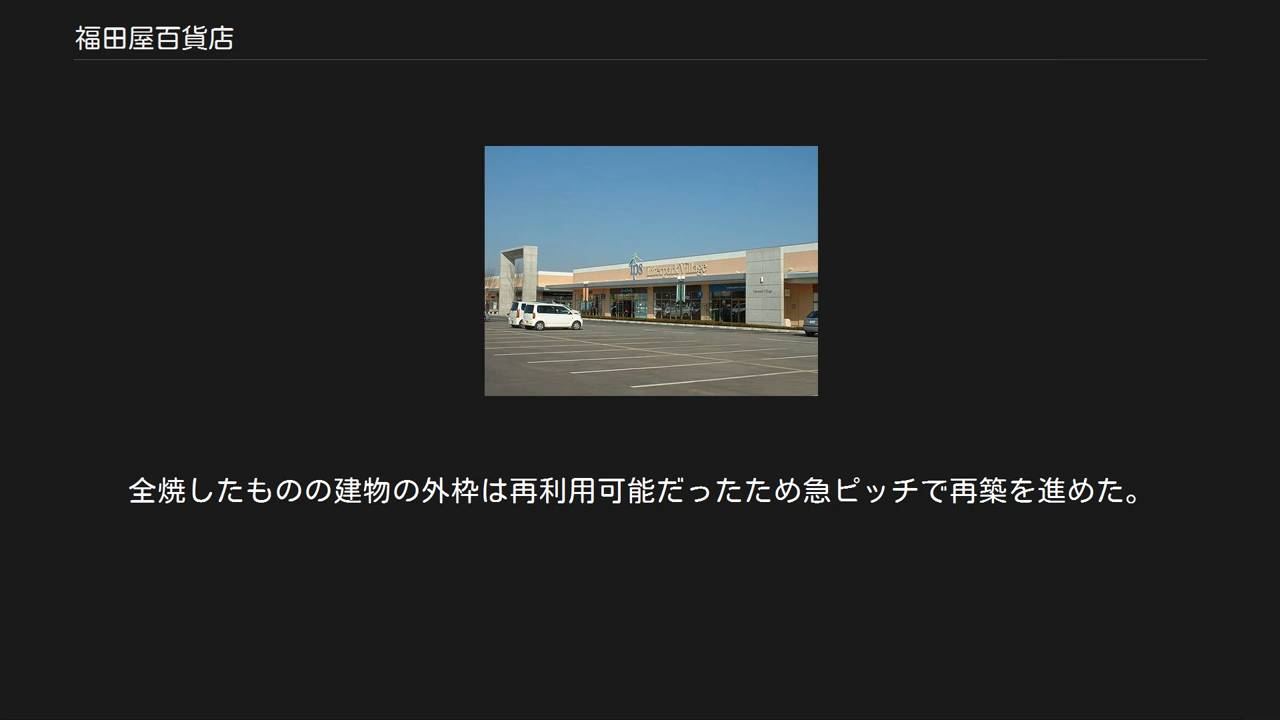 福田屋百貨店
Interpark Village
全焼したものの建物の外枠は再利用可能だったため急ピッチで再築を進めた。